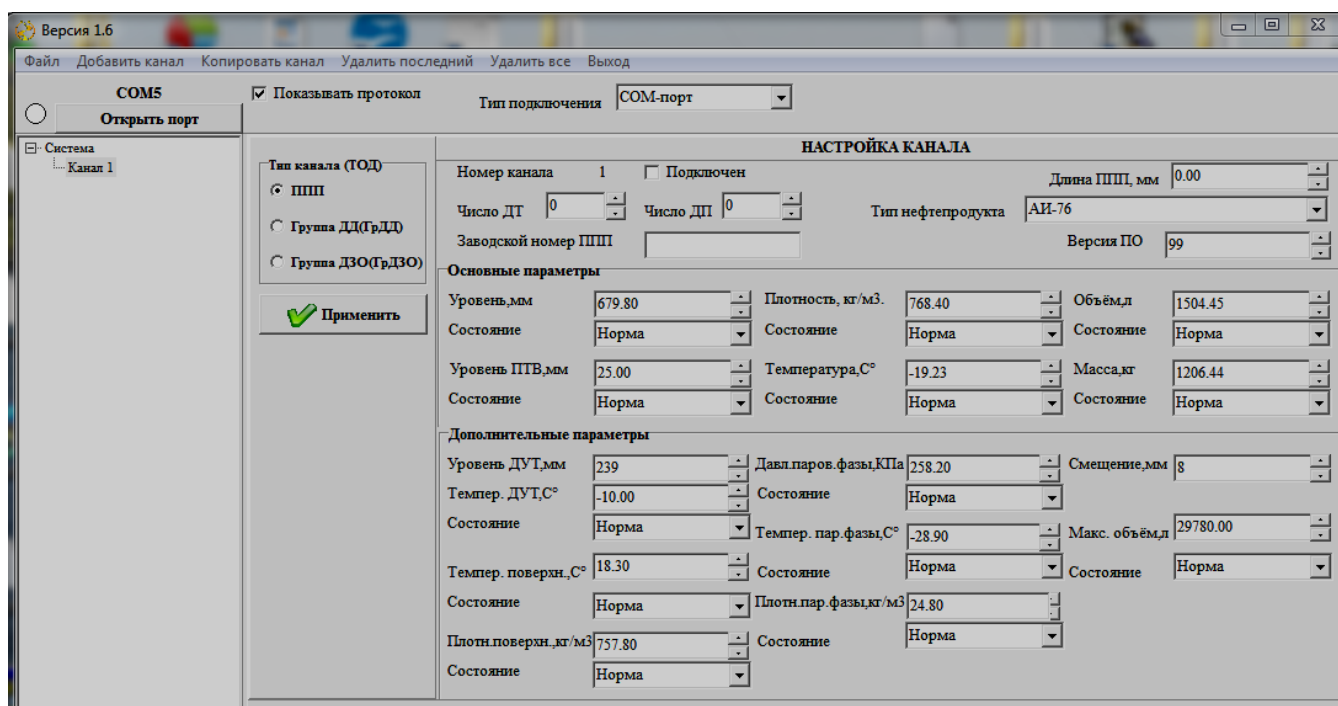 Версия 1.6
Файл Добавить канал Копировать канал Удалить последний Удалить все Выход
COM5
Показывать протокол
Тип подключения COM-порт
Открыть порт
Система
Канал 1
Тип канала (ТОД)
ППП
Группа ДД(ГрДД)
Группа ДЗО(ГрДЗО)
Применить
НАСТРОЙКА КАНАЛА
Номер канала 1 Подключен Длина ППП, мм 0.00
Число ДТ 0 Число ДП 0 Тип нефтепродукта АИ-76
Заводской номер ППП Версия ПО 99
Основные параметры
Уровень,мм 679.80 Плотность, кг/м3. 768.40 Объём,л 1504.45
Состояние Норма Состояние Норма Состояние Норма
Уровень ПТВ,мм 25.00 Температура,С° -19.23 Масса,кг 1206.44
Состояние Норма Состояние Норма Состояние Норма
Дополнительные параметры
Уровень ДУТ,мм 239 Давл.паров.фазы,КПа 258.20 Смещение,мм 8
Темпер. ДУТ,С° -10.00 Состояние Норма
Состояние Норма Темпер. пар.фазы,С° -28.90 Макс. объём,л 29780.00
Темпер. поверхн.,С° 18.30 Состояние Норма Состояние Норма
Состояние Норма Плотн.пар.фазы,кг/м3 24.80
Плотн.поверхн.,кг/м3 757.80 Состояние Норма
Состояние Норма